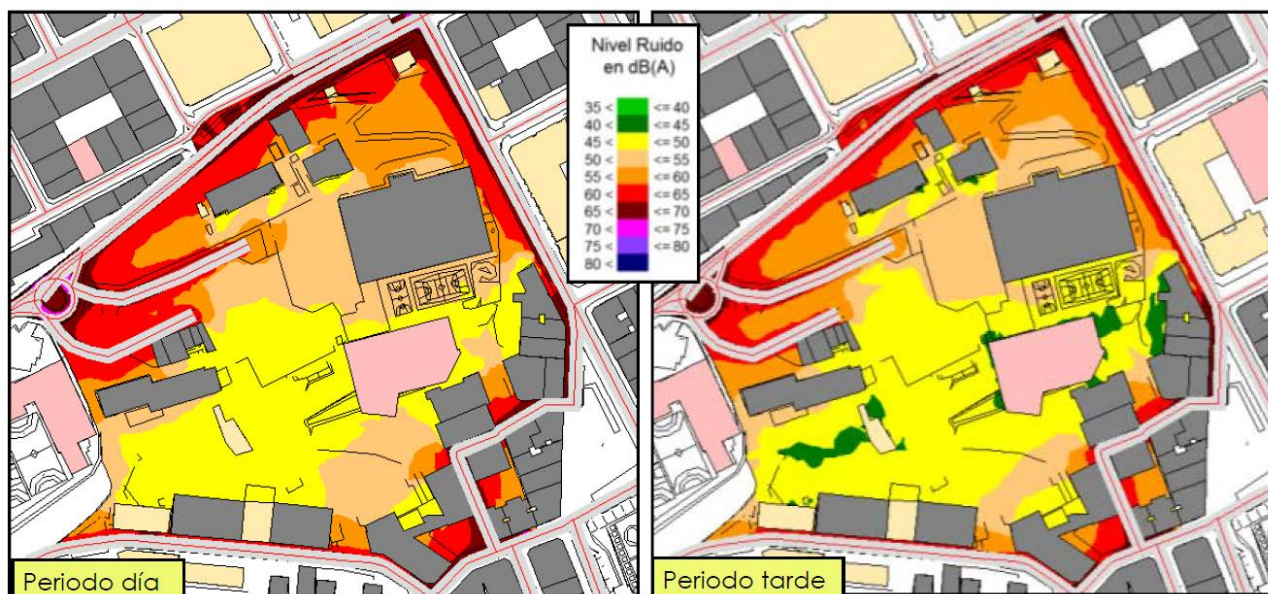 Nivel Ruido
en dB(A)
35 < <= 40
40 < <= 45
45 < <= 50
50 < <= 55
55 < <= 60
60 < <= 65
65 < <= 70
70 < <= 75
75 < <= 80
80 <
Periodo día
Periodo tarde